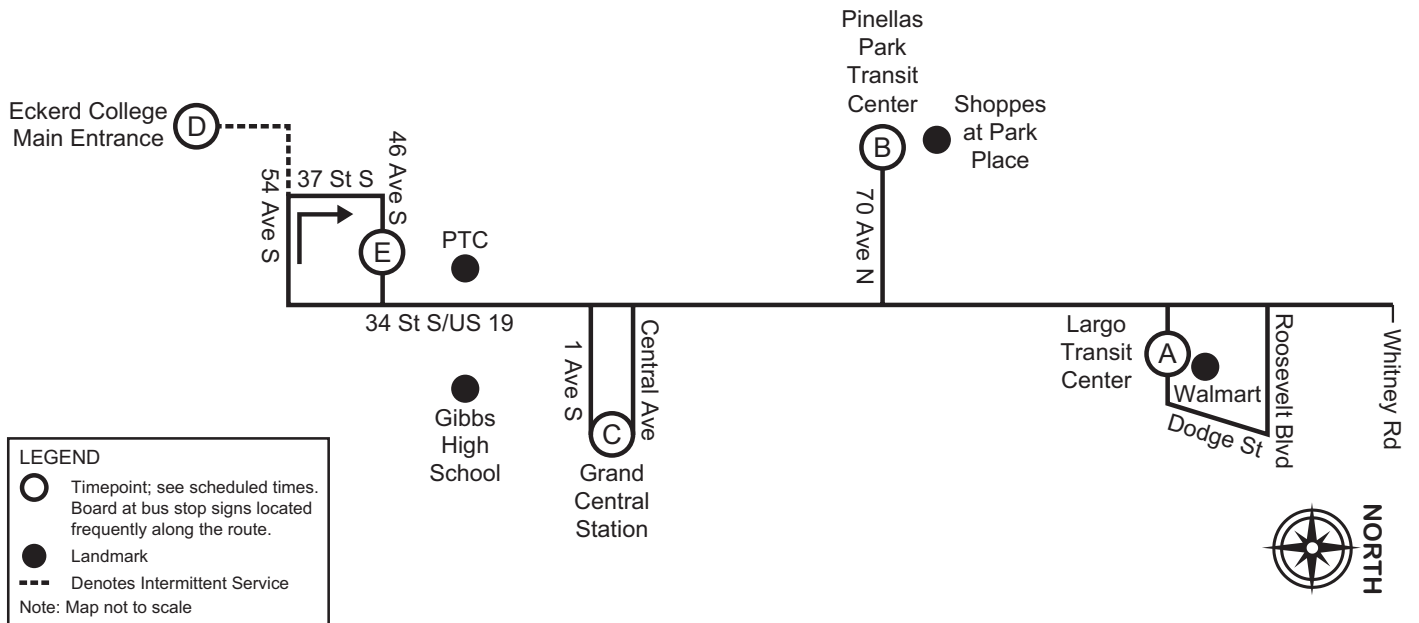 Pinellas
Park
Transit
Center
B
Shoppes
at Park
Place
Eckerd College
Main Entrance
D
54 Ave S
37 St S
46 Ave S
E
PTC
70 Ave N
34 St S/US 19
1 Ave S
Central Ave
C
Grand
Central
Station
Gibbs
High
School
Largo
Transit
Center
A
Walmart
Dodge St
Roosevelt Blvd
Whitney Rd
LEGEND
Timepoint; see scheduled times.
Board at bus stop signs located
frequently along the route.
Landmark
Denotes Intermittent Service
Note: Map not to scale
NORTH